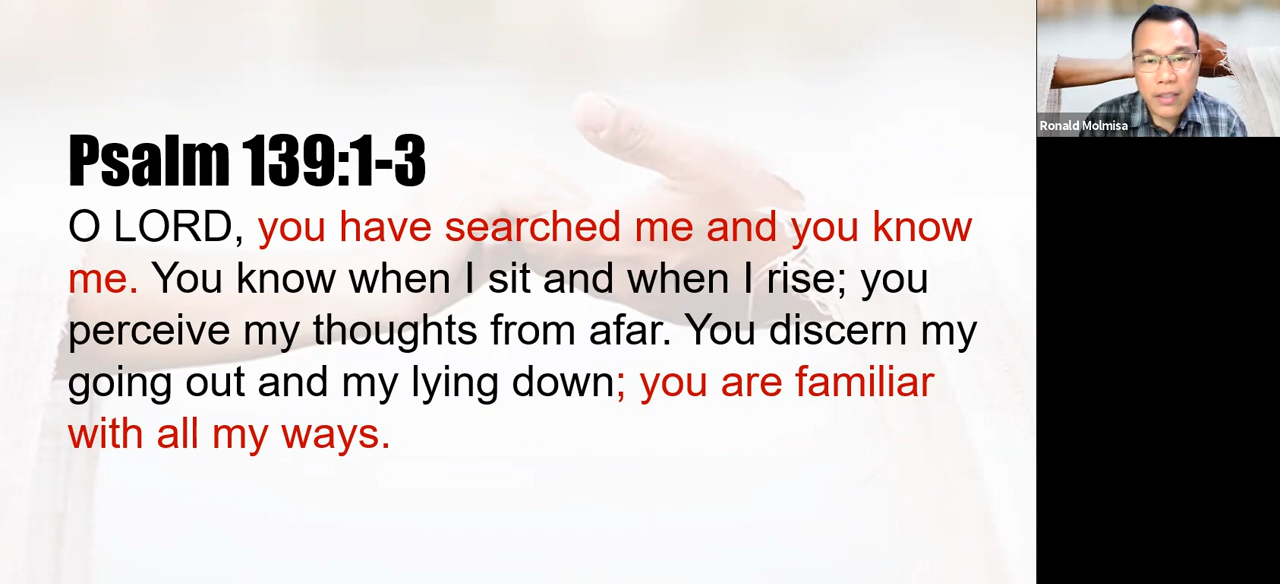 Psalm 139:1-3
O LORD, you have searched me and you know
me. You know when I sit and when I rise; you
perceive my thoughts from afar. You discern my
going out and my lying down; you are familiar
with all my ways.
Ronald Molmisa